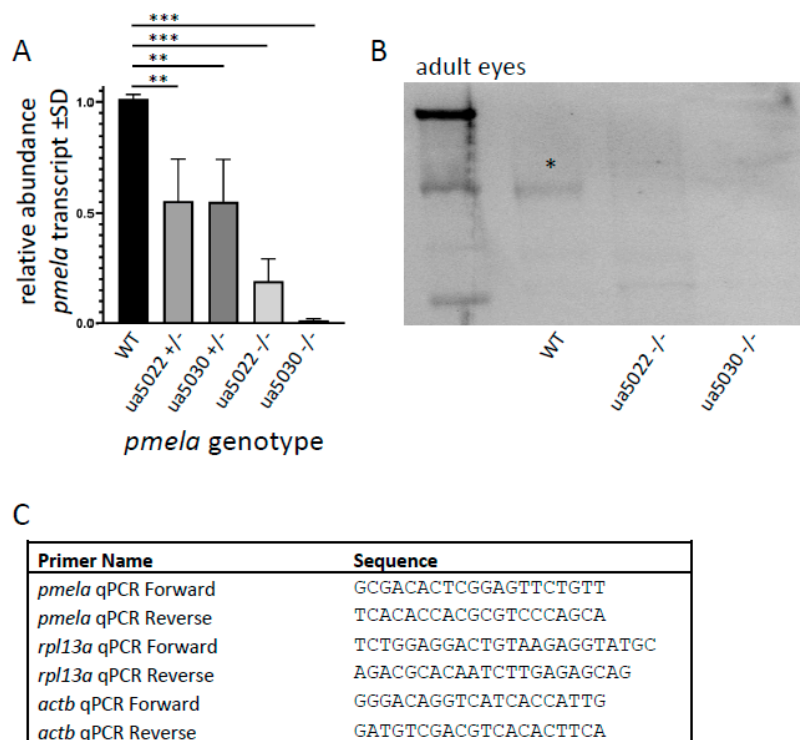 A
***
***
**
**
relative abundance
pmela transcript ±SD
1.0
0.5
0.0
WT
ua5022 +/-
ua5030 +/-
ua5022 -/-
ua5030 -/-
pmela genotype
B
adult eyes
*
WT
ua5022 -/-
ua5030 -/-
C
Primer Name Sequence
pmela qPCR Forward GCGACACTCGGAGTTCTGTT
pmela qPCR Reverse TCACACCACGCGTCCCAGCA
rpl13a qPCR Forward TCTGGAGGACTGTAAGAGGTATGC
rpl13a qPCR Reverse AGACGCACAATCTTGAGAGCAG
actb qPCR Forward GGGACAGGTCATCACCATTG
actb qPCR Reverse GATGTCGACGTCACACTTCA